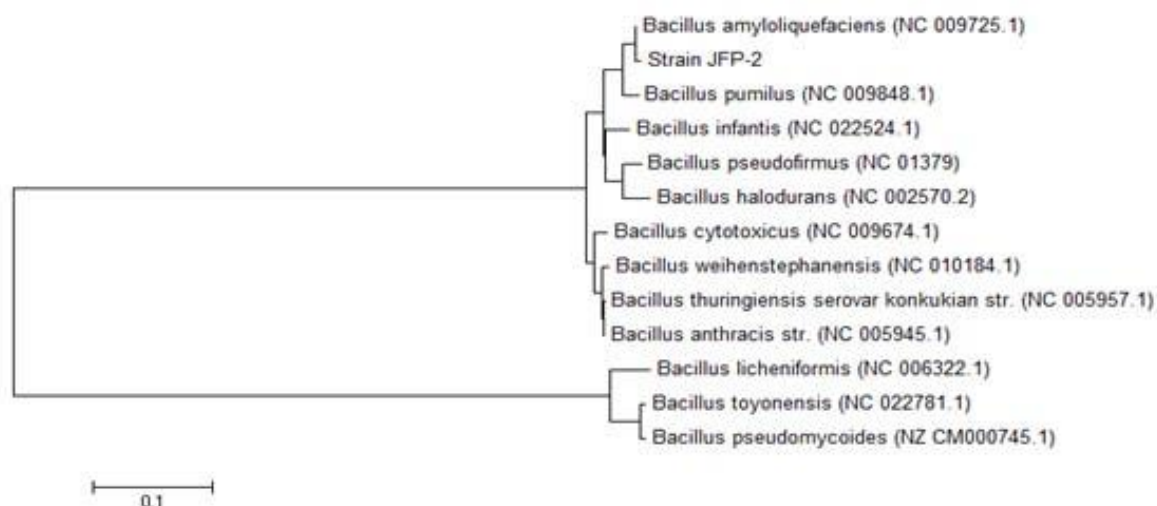 Bacillus amyloliquefaciens (NC 009725.1)
Strain JFP-2
Bacillus pumilus (NC 009848.1)
Bacillus infantis (NC 022524.1)
Bacillus pseudofirmus (NC 01379)
Bacillus halodurans (NC 002570.2)
Bacillus cytotoxicus (NC 009674.1)
Bacillus weihenstephanensis (NC 010184.1)
Bacillus thuringiensis serovar konkukian str. (NC 005957.1)
Bacillus anthracis str. (NC 005945.1)
Bacillus licheniformis (NC 006322.1)
Bacillus toyonensis (NC 022781.1)
Bacillus pseudomycoides (NZ CM000745.1)
0.1